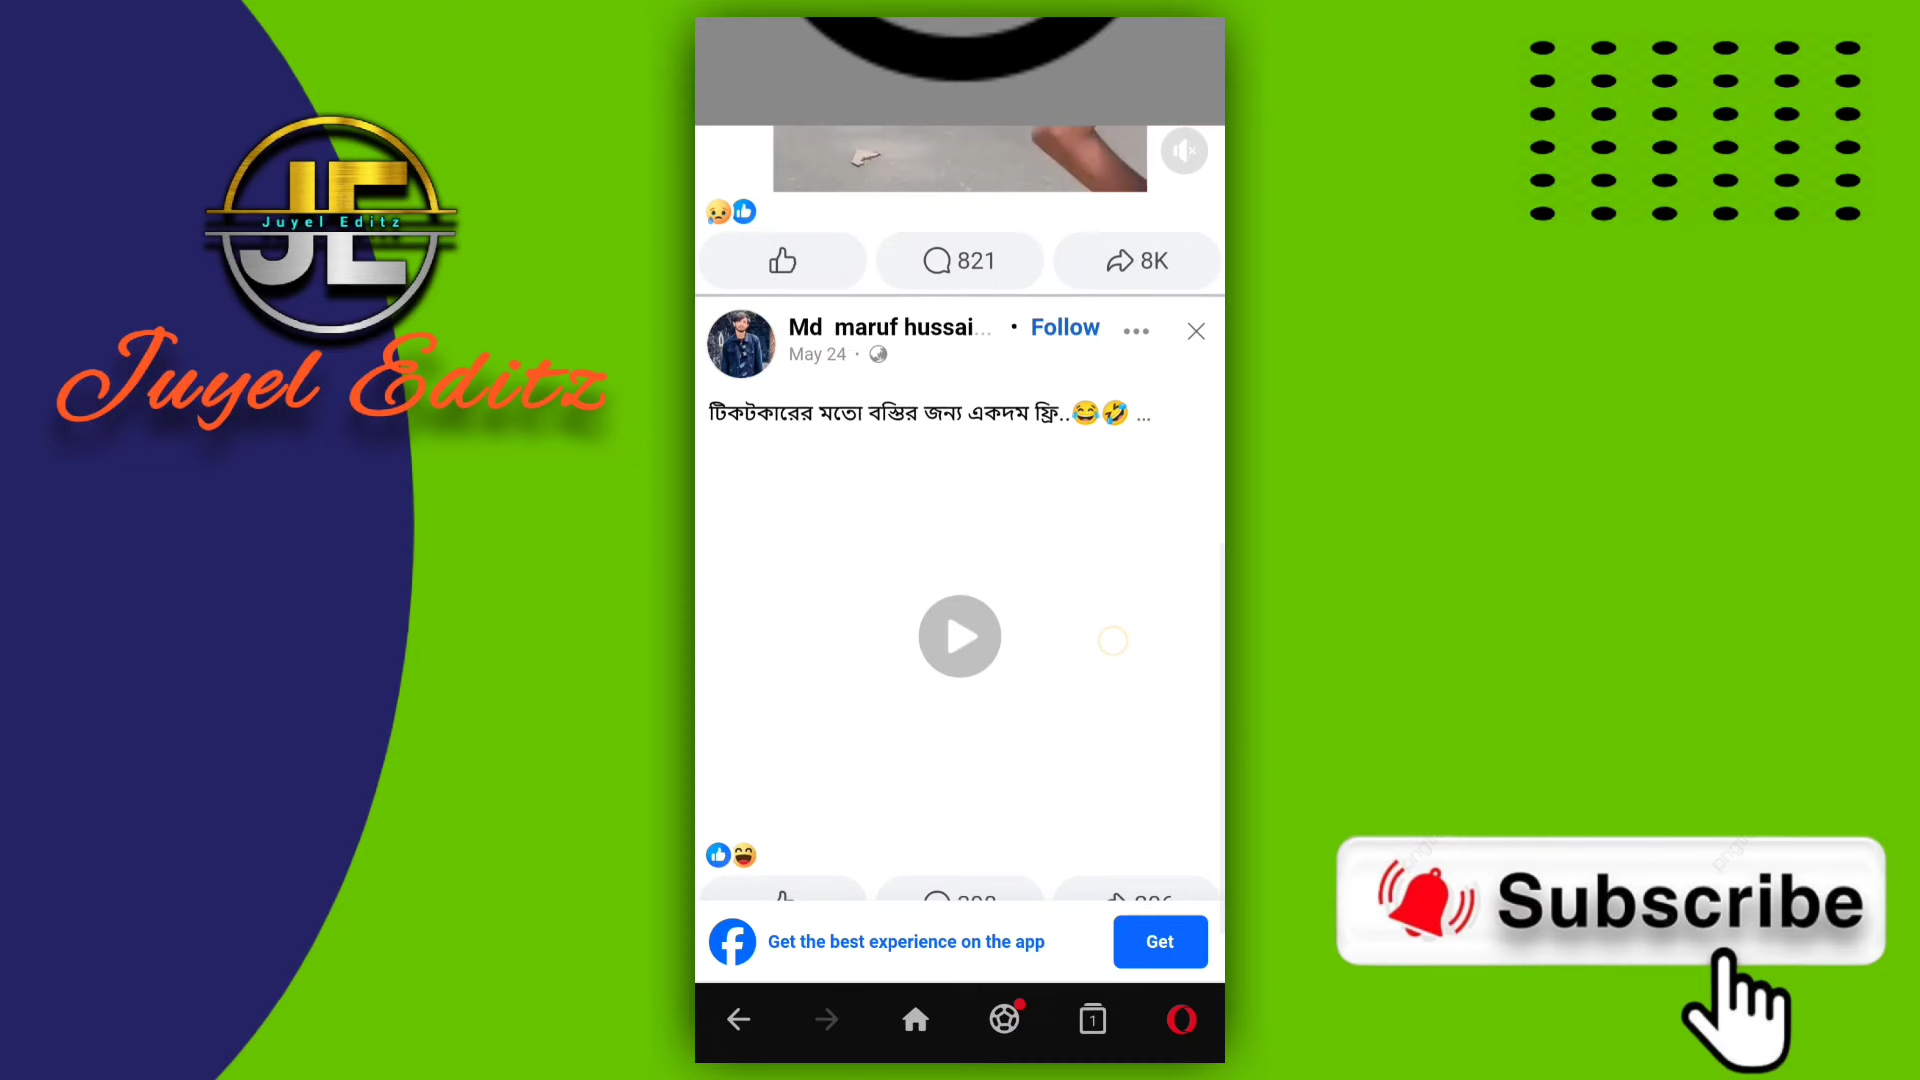 JE
Juyel Editz
Juyel Editz
821
8K
Md maruf hussai... • Follow
May 24 •
টিকটকারের মতো বস্তির জন্য একদম ফ্রি..😂🤣 ...
Get the best experience on the app
Get
1
Subscribe